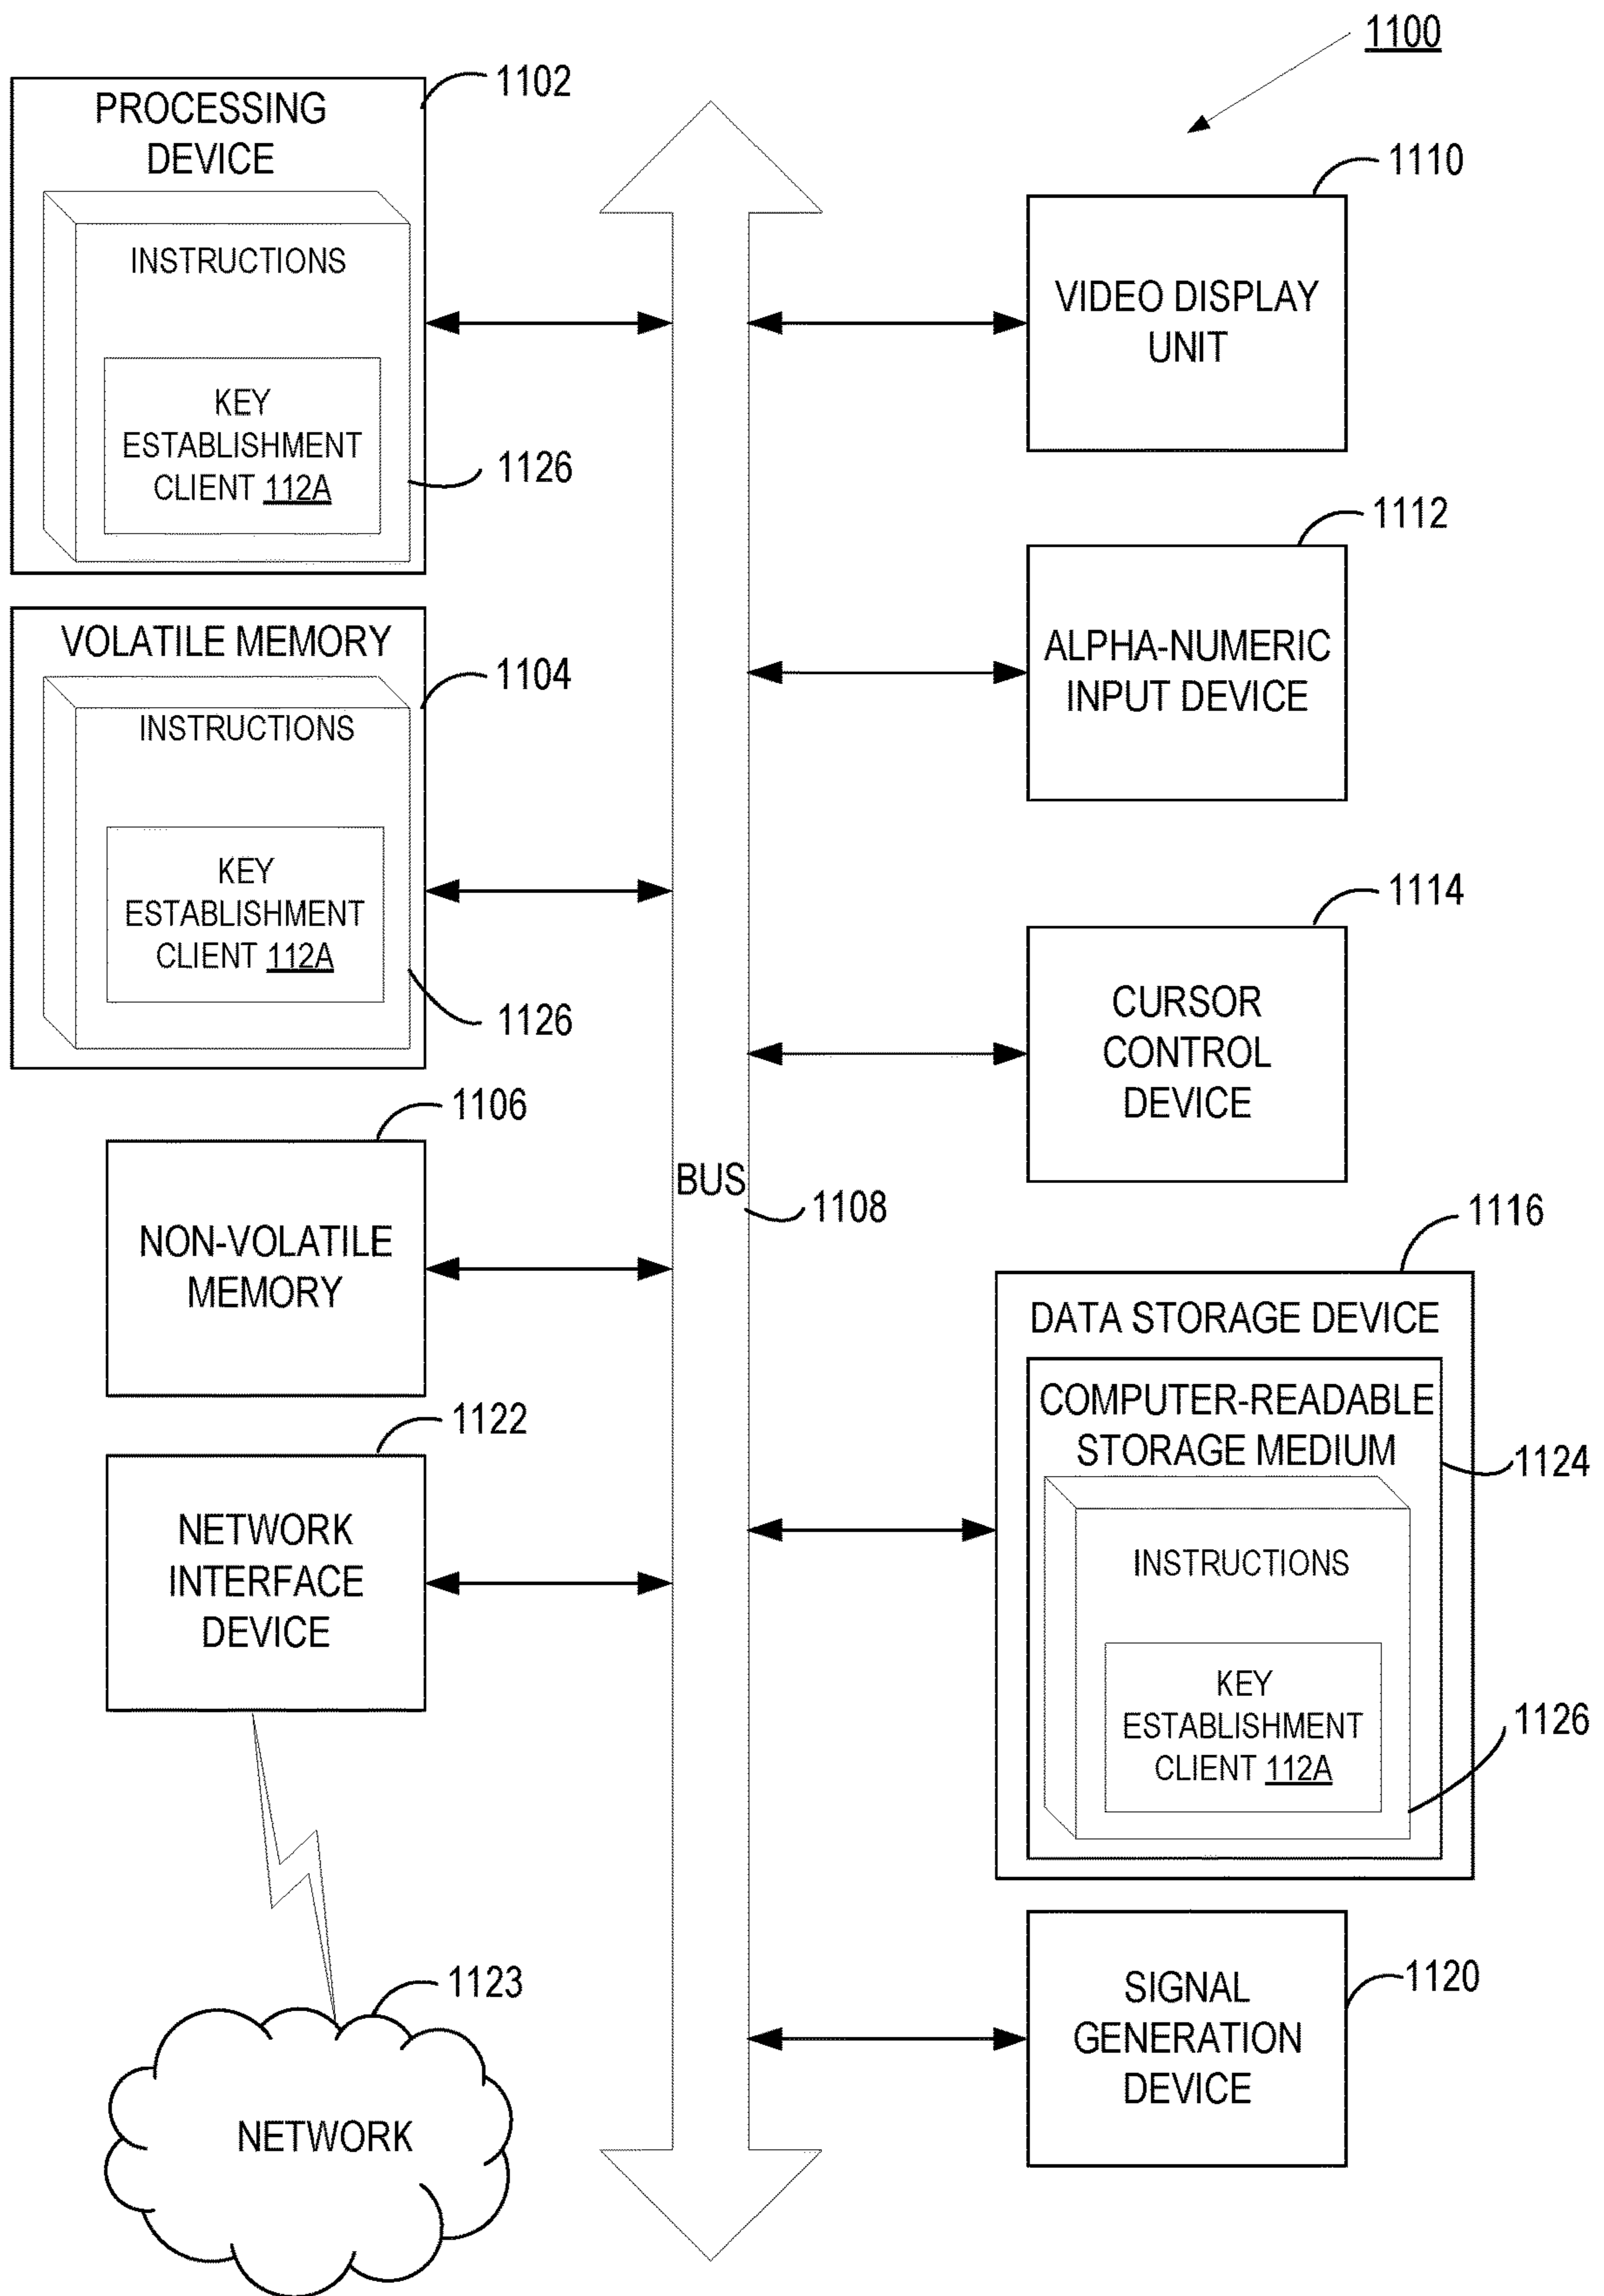 1100
1102
PROCESSING
DEVICE
INSTRUCTIONS
KEY
ESTABLISHMENT
CLIENT 112A
1126
VOLATILE MEMORY
1104
INSTRUCTIONS
KEY
ESTABLISHMENT
CLIENT 112A
1126
1106
NON-VOLATILE
MEMORY
1122
NETWORK
INTERFACE
DEVICE
1123
NETWORK
BUS
1108
1110
VIDEO DISPLAY
UNIT
1112
ALPHA-NUMERIC
INPUT DEVICE
1114
CURSOR
CONTROL
DEVICE
1116
DATA STORAGE DEVICE
COMPUTER-READABLE
STORAGE MEDIUM
1124
INSTRUCTIONS
KEY
ESTABLISHMENT
CLIENT 112A
1126
1120
SIGNAL
GENERATION
DEVICE